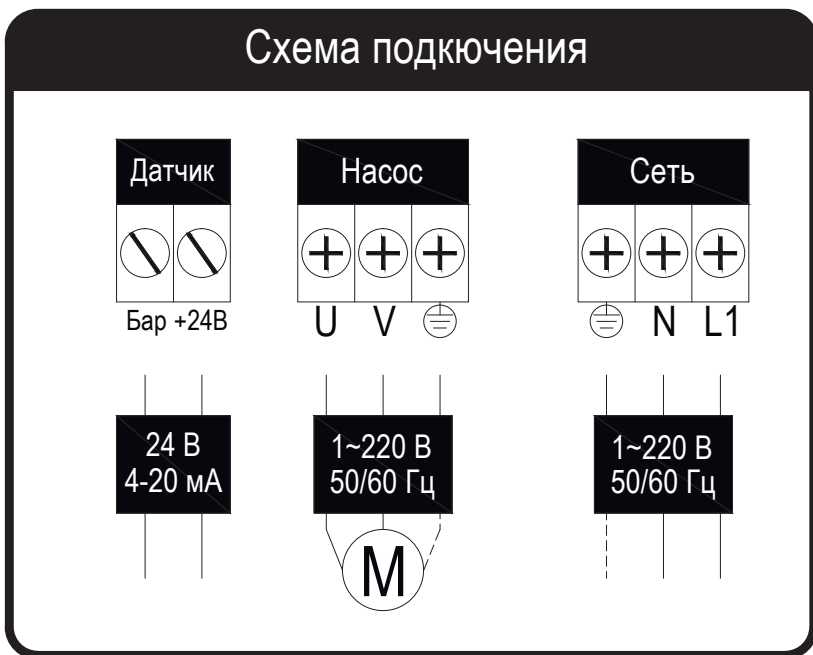 Схема подкючения
Датчик
Насос
Сеть
Бар +24В
U V
N L1
24 В
4-20 мА
1~220 В
50/60 Гц
1~220 В
50/60 Гц
M